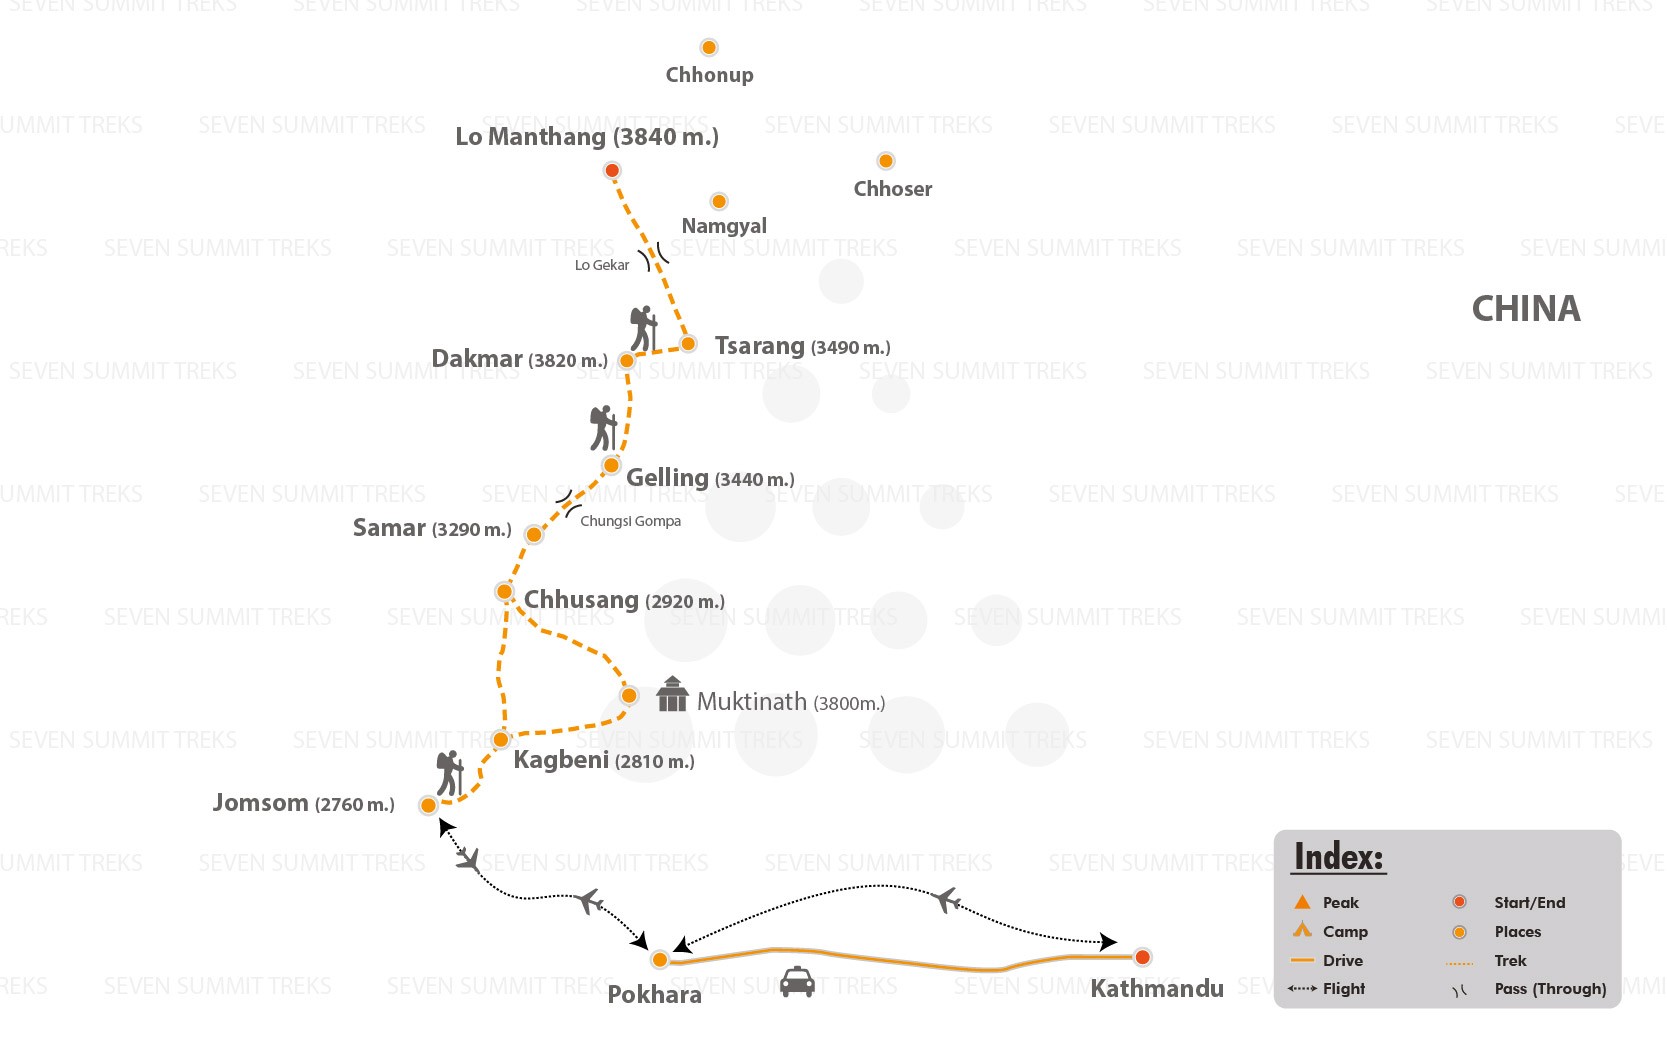 Chhonup
Lo Manthang (3840 m.)
Chhoser
Namgyal
Lo Gekar
CHINA
Tsarang (3490 m.)
Dakmar (3820 m.)
Gelling (3440 m.)
Chungsi Gompa
Samar (3290 m.)
Chhusang (2920 m.)
Muktinath (3800m.)
Kagbeni (2810 m.)
Jomsom (2760 m.)
Pokhara
Kathmandu
Index:
Peak
Start/End
Camp
Places
Drive
Trek
Flight
Pass (Through)
SEVEN SUMMIT TREKS